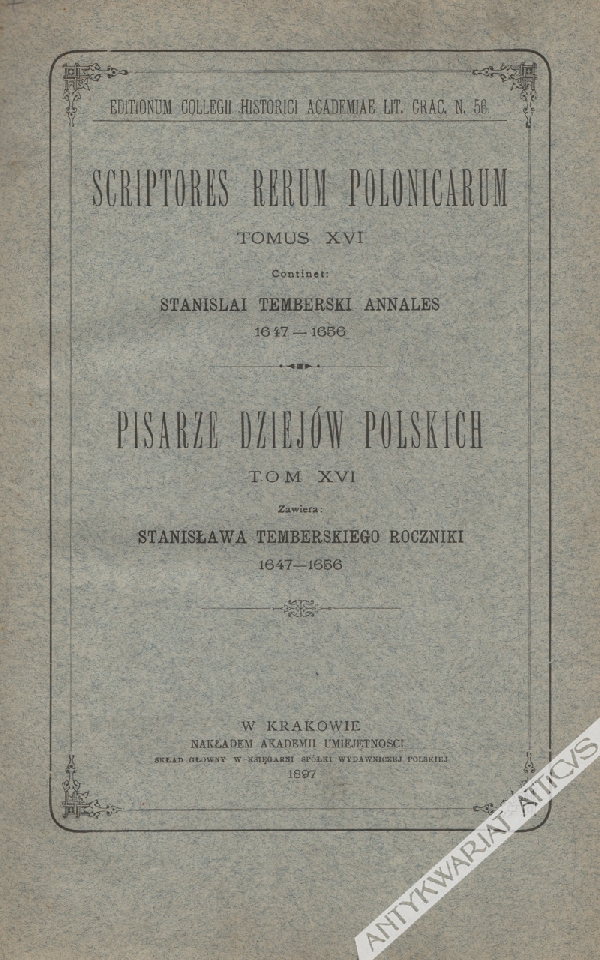 EDITIONUM COLLEGII HISTORICI ACADEMIAE LIT. CRAC. N. 56.
SCRIPTORES RERUM POLONICARUM
TOMUS XVI
Continet:
STANISLAI TEMBERSKI ANNALES
1647—1656
PISARZE DZIEJÓW POLSKICH
TOM XVI
Zawiera:
STANISŁAWA TEMBERSKIEGO ROCZNIKI
1647—1656
W KRAKOWIE
NAKŁADEM AKADEMII UMIEJĘTNOŚCI
SKŁAD GŁÓWNY W KSIĘGARNI SPÓŁKI WYDAWNICZEJ POLSKIEJ
1897
ANTYKWARIAT ATTICVS